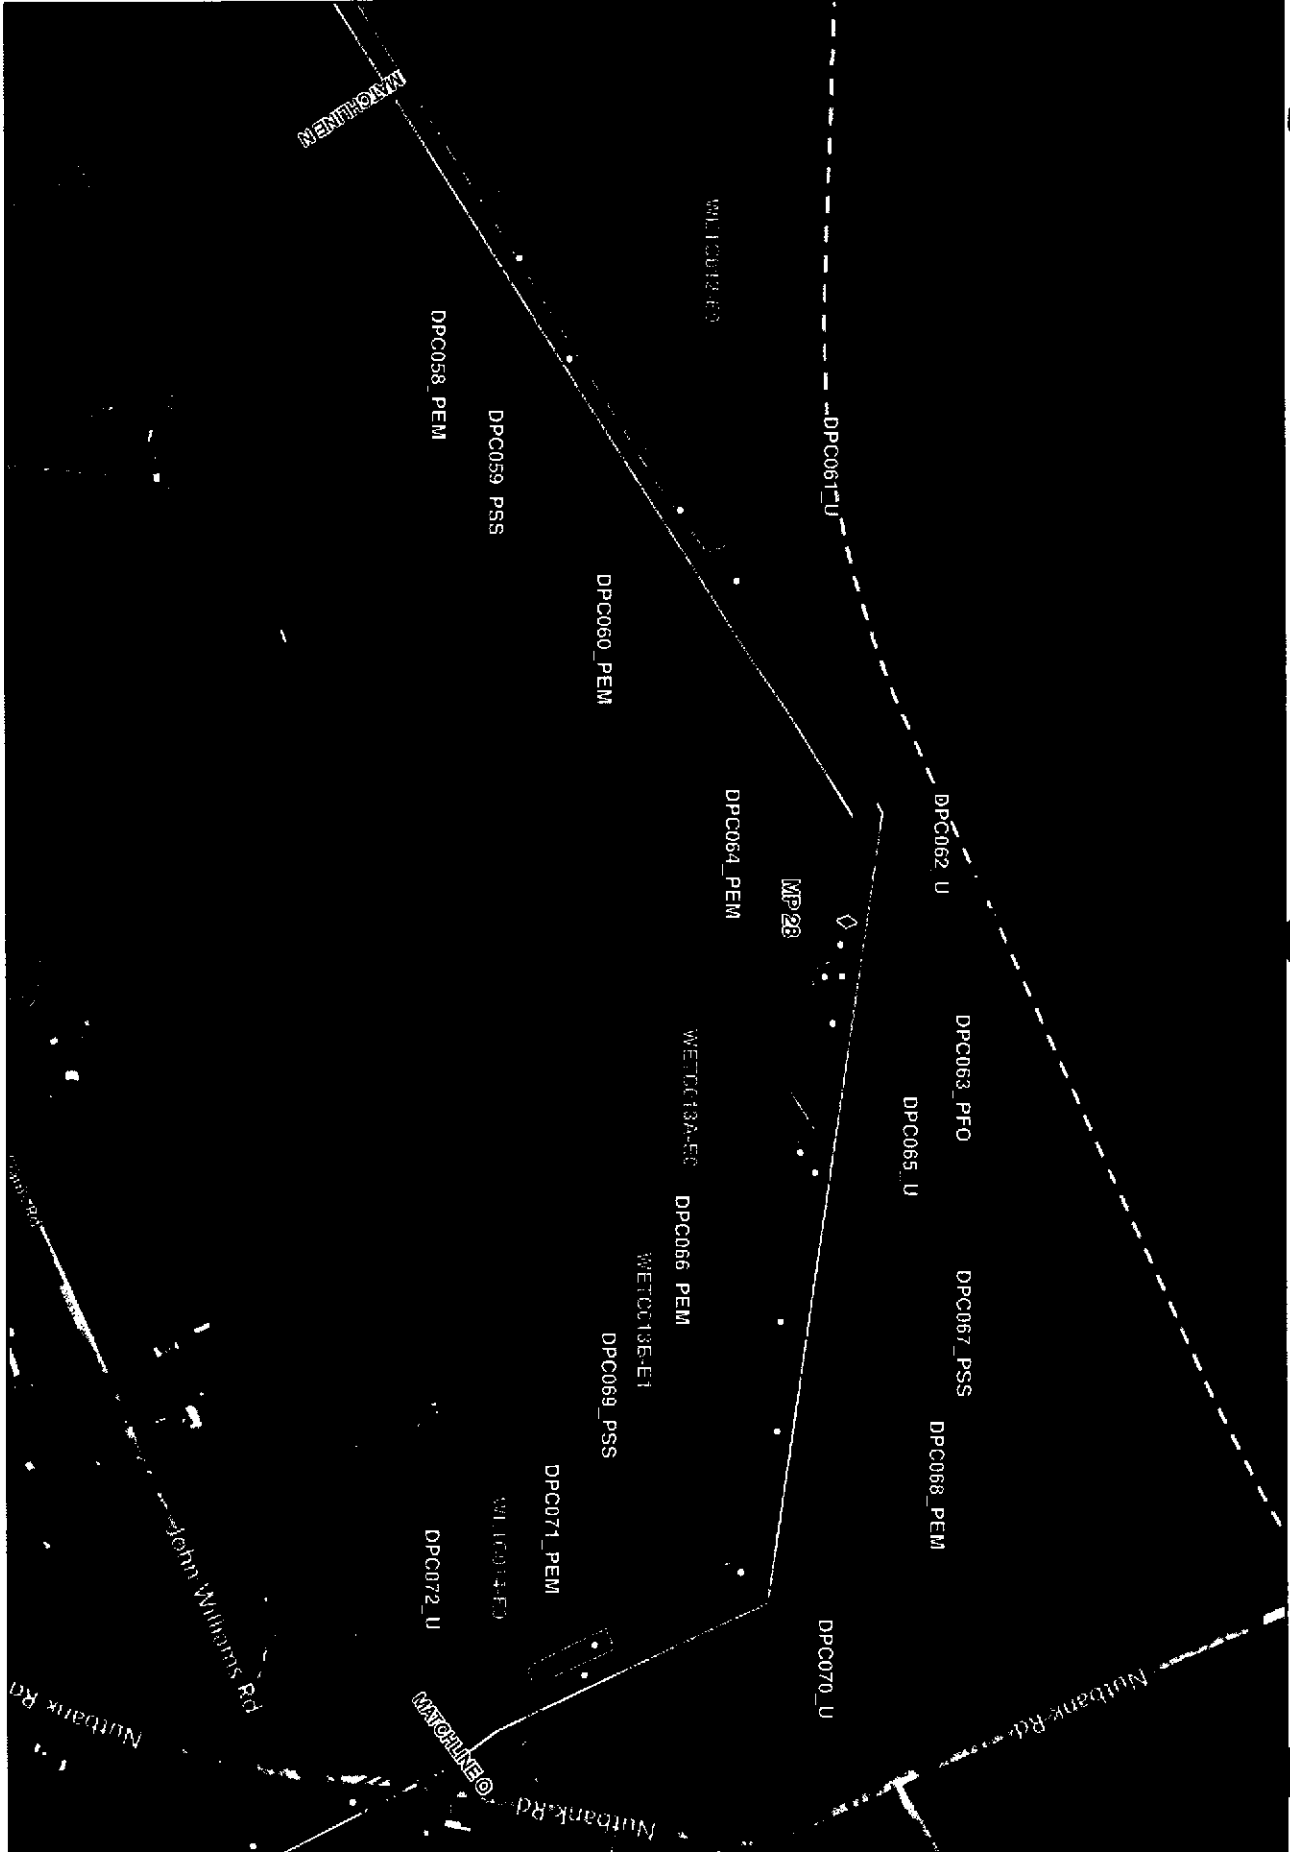 MATCHLINE N
DPC058_PEM
DPC059_PSS
DPC061_U
DPC060_PEM
DPC062_U
DPC064_PEM
MP 28
DPC063_PFO
DPC065_U
DPC066_PEM
DPC067_PSS
DPC069_PSS
DPC068_PEM
DPC071_PEM
DPC072_U
DPC070_U
John Williams Rd
Nutbank Rd
MATCHLINE O
Nutbank Rd
Nutbank Rd